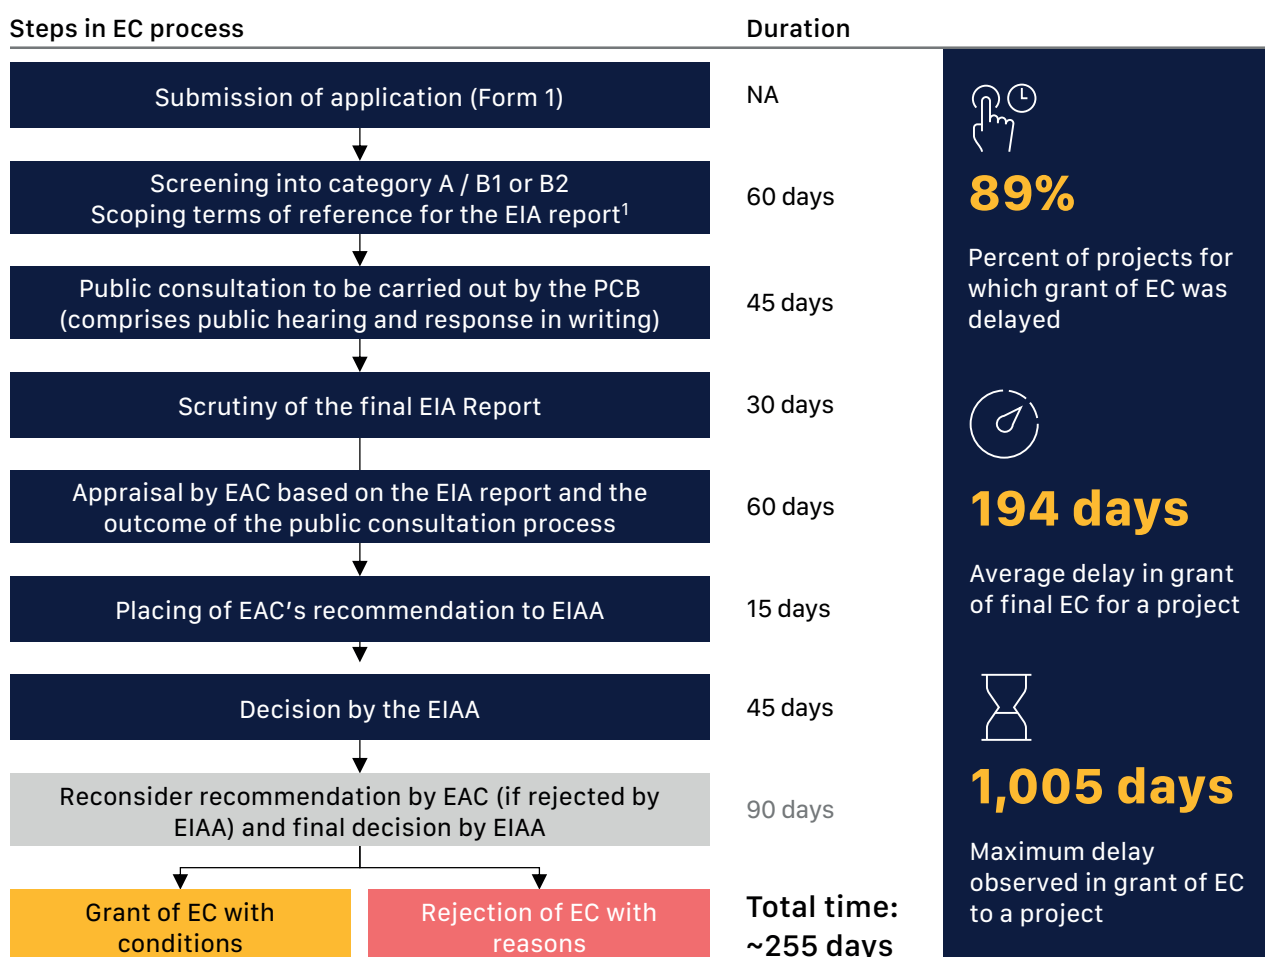 Steps in EC process
Duration
Submission of application (Form 1)
NA
Screening into category A / B1 or B2
Scoping terms of reference for the EIA report¹
60 days
Public consultation to be carried out by the PCB
(comprises public hearing and response in writing)
45 days
Scrutiny of the final EIA Report
30 days
Appraisal by EAC based on the EIA report and the
outcome of the public consultation process
60 days
Placing of EAC's recommendation to EIAA
15 days
Decision by the EIAA
45 days
Reconsider recommendation by EAC (if rejected by
EIAA) and final decision by EIAA
90 days
Grant of EC with
conditions
Rejection of EC with
reasons
Total time:
~255 days
89%
Percent of projects for
which grant of EC was
delayed
194 days
Average delay in grant
of final EC for a project
1,005 days
Maximum delay
observed in grant of EC
to a project